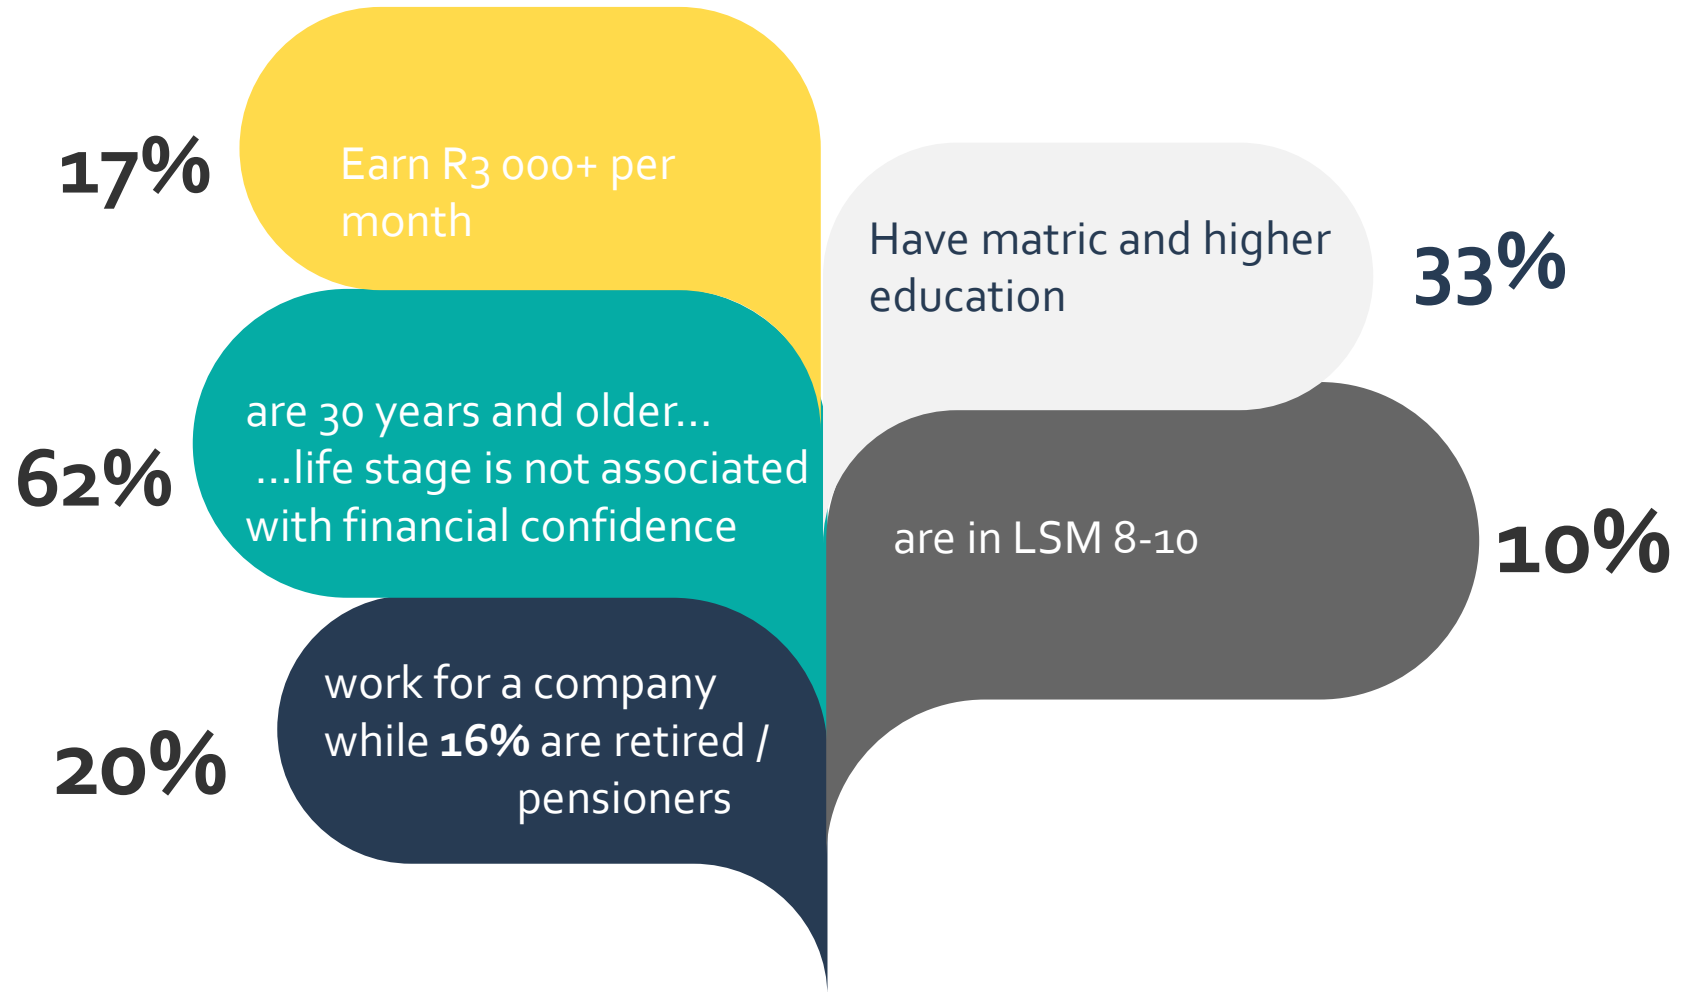 17%
Earn R3 000+ per
month
Have matric and higher
education
33%
62%
are 30 years and older...
...life stage is not associated
with financial confidence
are in LSM 8-10
10%
20%
work for a company
while 16% are retired /
pensioners